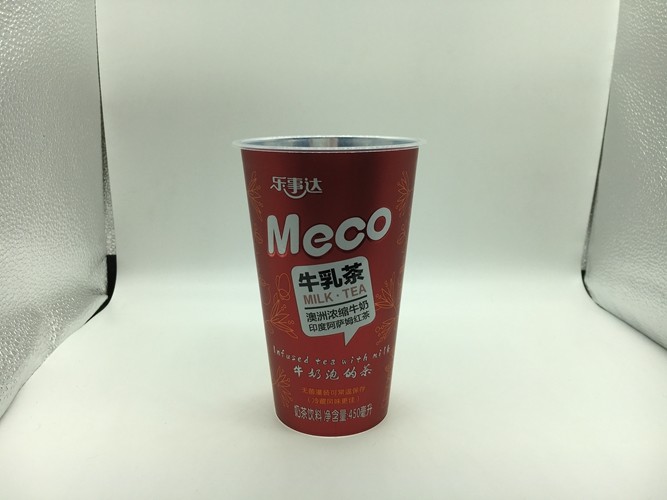 乐事达
Meco
牛乳茶
MILK·TEA
澳洲浓缩牛奶
印度阿萨姆红茶
Infused tea with milk
牛奶泡的茶
奶茶饮料 净含量:450毫升